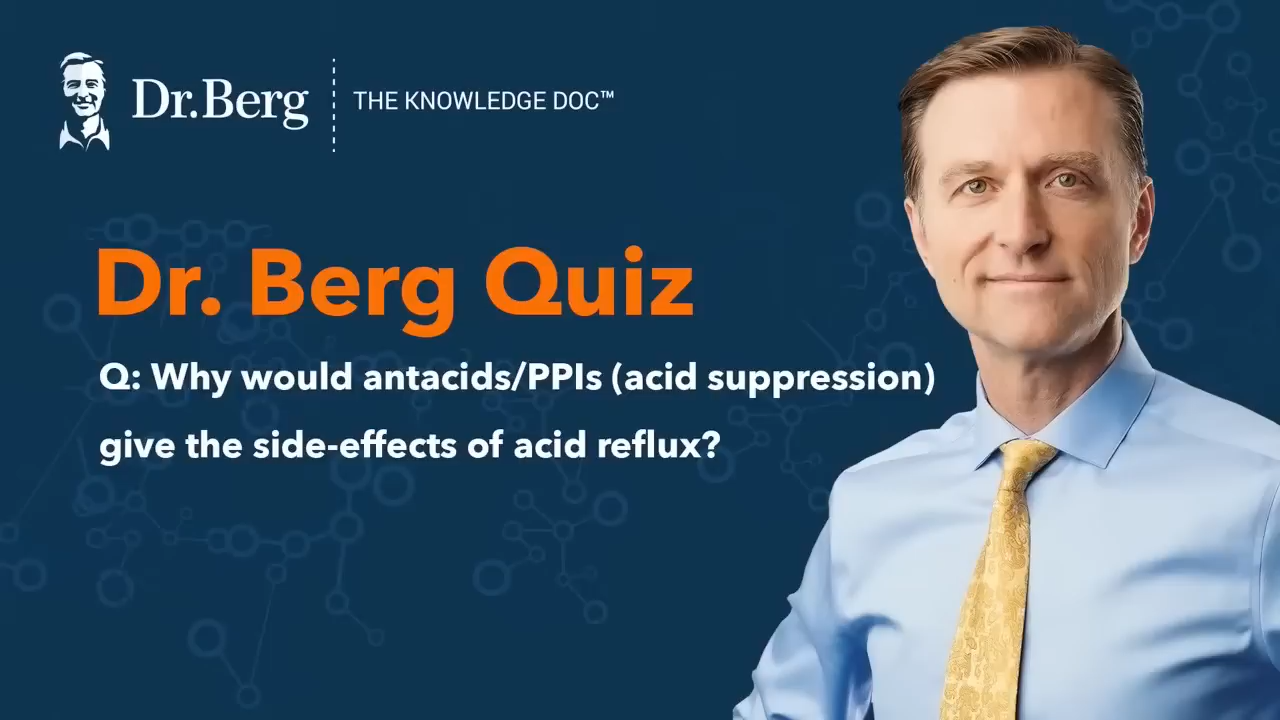 Dr.Berg
THE KNOWLEDGE DOC™
Dr. Berg Quiz
Q: Why would antacids/PPIs (acid suppression)
give the side-effects of acid reflux?